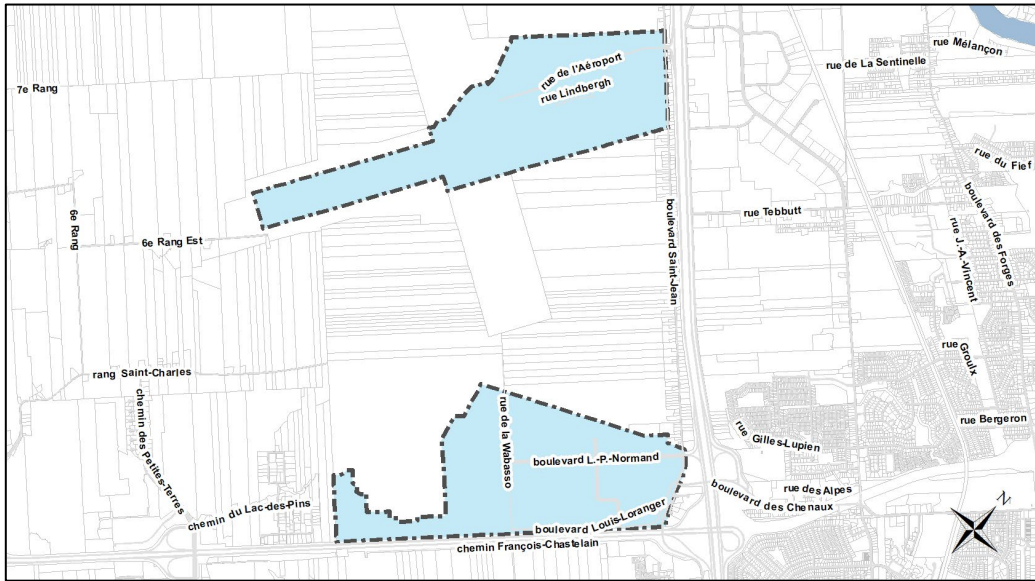 rue Mélançon
rue de La Sentinelle
rue de l'Aéroport
7e Rang
rue Lindbergh
rue du Fief
boulevard des Forges
boulevard Saint-Jean
6e Rang
rue Tebbutt
rue J.-A.-Vincent
6e Rang Est
rue Groulx
rang Saint-Charles
chemin des Petites-Terres
rue de la Wabasso
rue Bergeron
rue Gilles-Lupien
boulevard L.-P.-Normand
rue des Alpes
boulevard des Chenaux
chemin du Lac-des-Pins
boulevard Louis-Loranger
chemin François-Chastelain
N